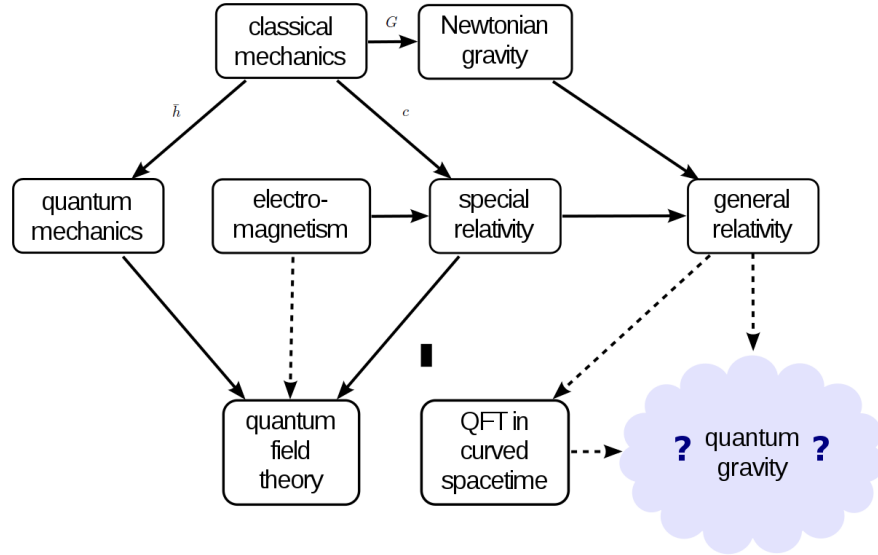 classical
mechanics
G
Newtonian
gravity
ħ
c
quantum
mechanics
electro-
magnetism
special
relativity
general
relativity
quantum
field
theory
QFT in
curved
spacetime
? quantum ?
gravity